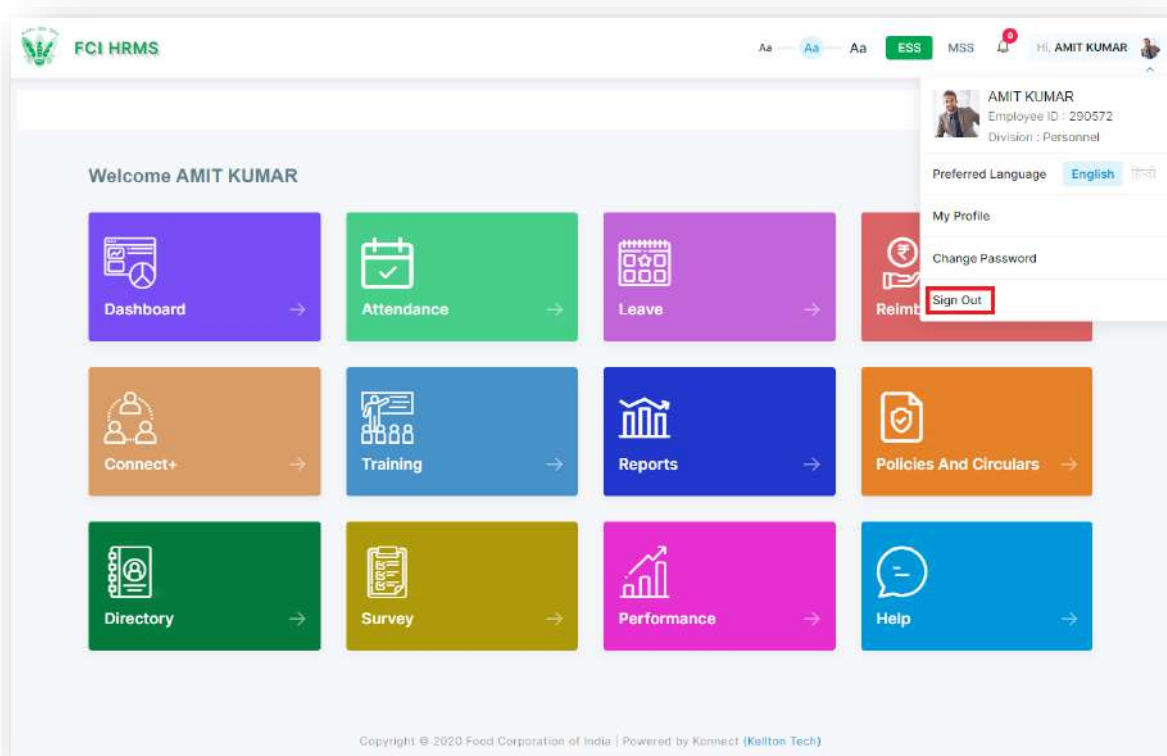 FCI HRMS
Aa Aa Aa ESS MSS 0 Hi, AMIT KUMAR
AMIT KUMAR
Employee ID : 290572
Division : Personnel
Preferred Language English हिन्दी
My Profile
Change Password
Sign Out
Welcome AMIT KUMAR
Dashboard
Attendance
Leave
Reimb
Connect+
Training
Reports
Policies And Circulars
Directory
Survey
Performance
Help
Copyright © 2020 Food Corporation of India | Powered by Konnect (Kellton Tech)